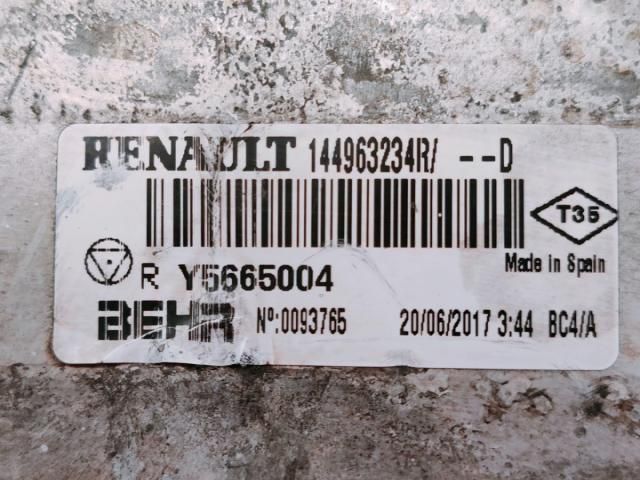 RENAULT 144963234R/ --D
T35
Made in Spain
R Y5665004
BEHR Nº:0093765 20/06/2017 3:44 BC4/A